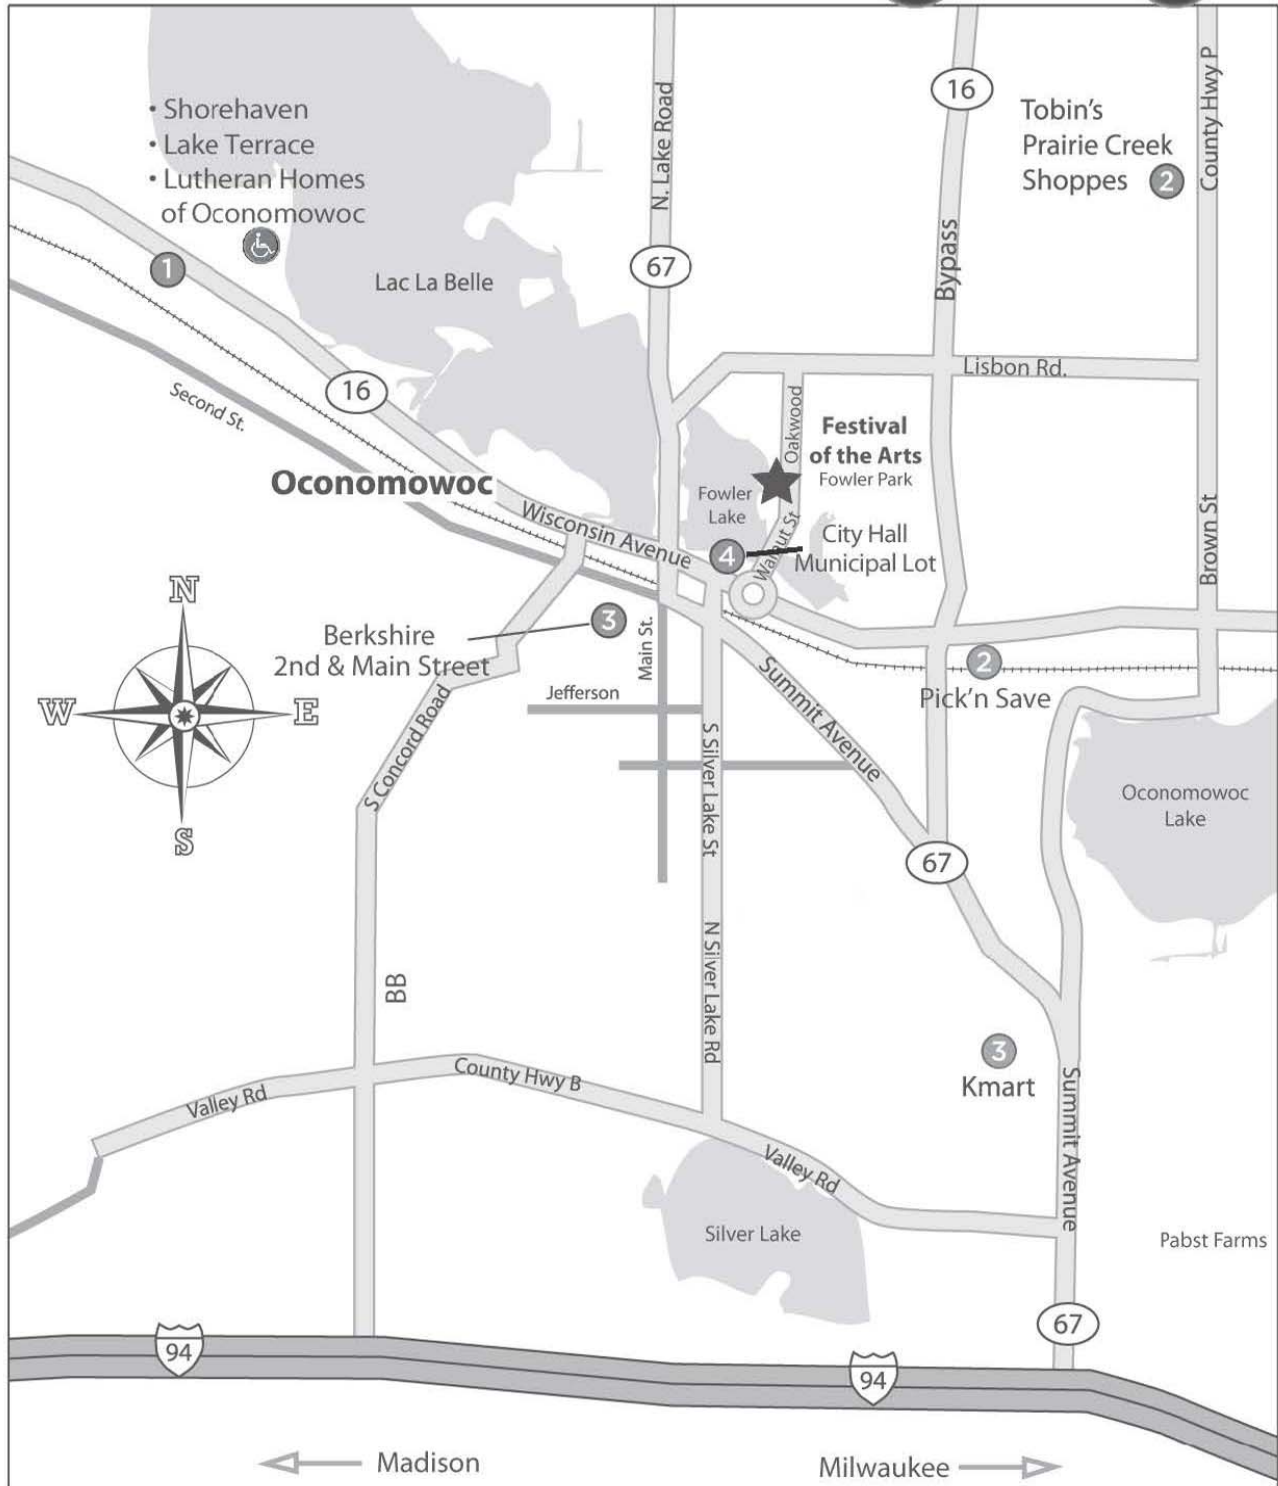 • Shorehaven
• Lake Terrace
• Lutheran Homes
of Oconomowoc
1
Lac La Belle
N. Lake Road
67
16
Bypass
Tobin's
Prairie Creek
Shoppes
2
County Hwy P
16
Second St.
Lisbon Rd.
Oakwood
Festival
of the Arts
Fowler Park
Oconomowoc
Fowler
Lake
Wisconsin Avenue
4
Walnut St
City Hall
Municipal Lot
Brown St
N
W
E
S
Berkshire
2nd & Main Street
3
Main St.
Jefferson
2
Pick'n Save
Summit Avenue
S Concord Road
S Silver Lake St
Oconomowoc
Lake
67
BB
N Silver Lake Rd
3
Kmart
County Hwy B
Valley Rd
Valley Rd
Summit Avenue
Silver Lake
Pabst Farms
67
94
94
Madison
Milwaukee